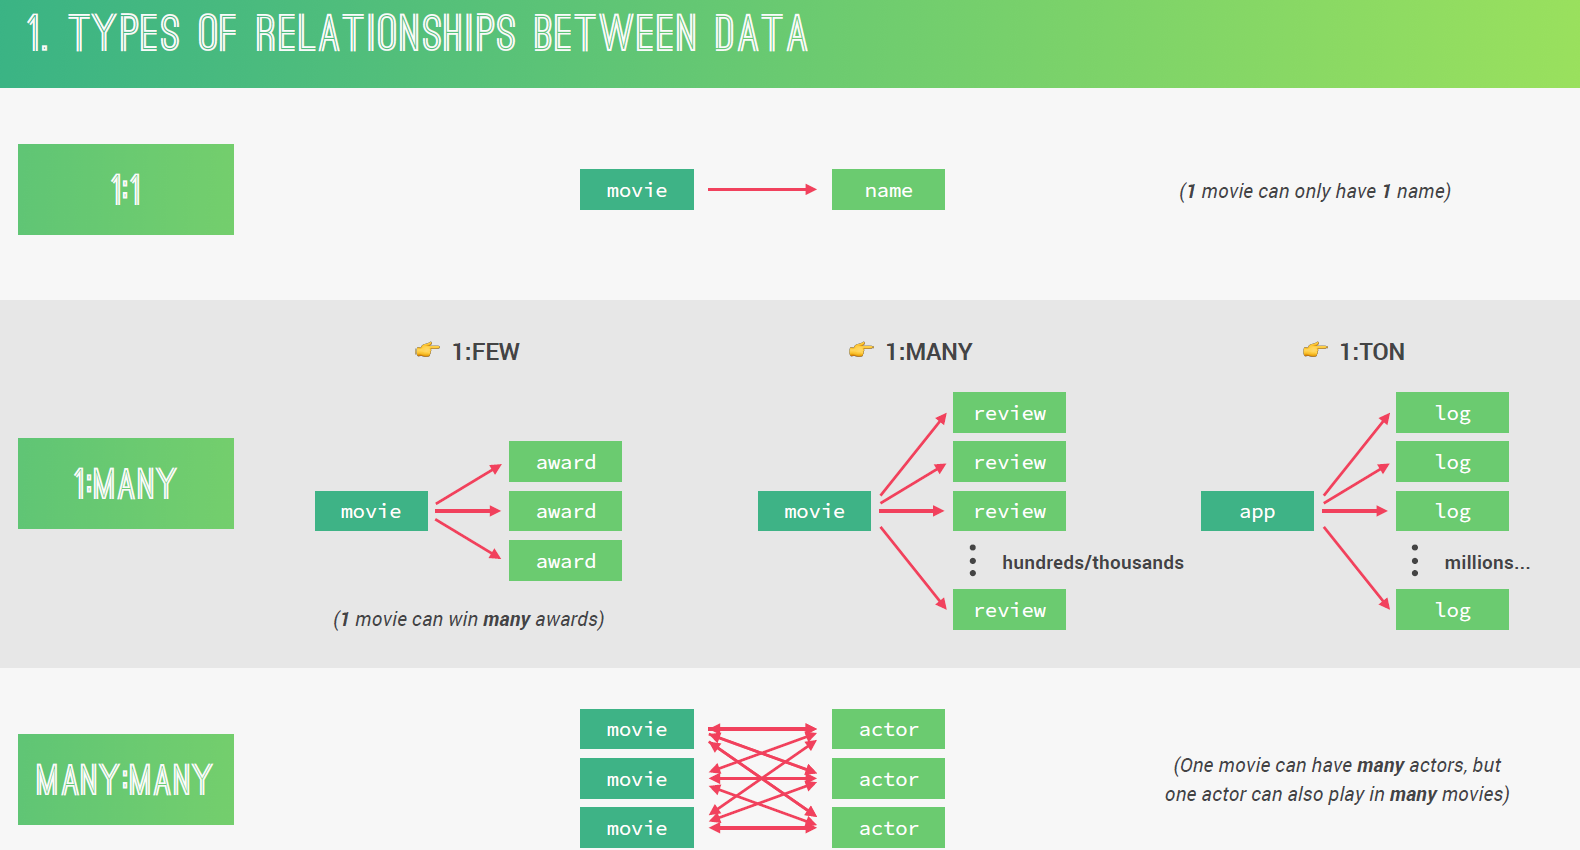 1. TYPES OF RELATIONSHIPS BETWEEN DATA
1:1
movie
name
(1 movie can only have 1 name)
1:MANY
👉 1:FEW
movie
award
award
award
(1 movie can win many awards)
👉 1:MANY
movie
review
review
review
hundreds/thousands
review
👉 1:TON
app
log
log
log
millions...
log
MANY:MANY
movie
actor
movie
actor
movie
actor
(One movie can have many actors, but
one actor can also play in many movies)